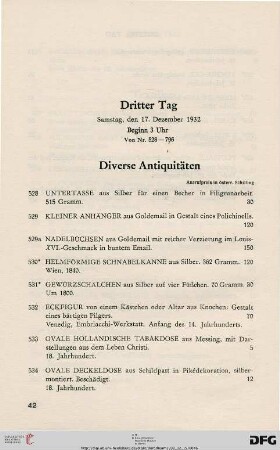 Dritter Tag
Samstag, den 17. Dezember 1932
Beginn 3 Uhr
Von Nr. 528—796
Diverse Antiquitäten
Ausrufpreis in österr. Schilling
528 UNTERTASSE aus Silber für einen Becher in Filigranarbeit.
515 Gramm. 80
529 KLEINER ANHÄNGER aus Goldemail in Gestalt eines Polichinells.
120
529a NADELBÜCHSEN aus Goldemail mit reicher Verzierung im Louis-
XVI.-Geschmack in buntem Email. 150
530* HELMFÖRMIGE SCHNABELKANNE aus Silber. 362 Gramm. 120
Wien, 1840.
531* GEWÜRZSCHÄLCHEN aus Silber auf vier Füßchen. 70 Gramm. 30
Um 1800.
532 ECKFIGUR von einem Kästchen oder Altar aus Knochen: Gestalt
eines bärtigen Pilgers. 70
Venedig, Embriacchi-Werkstatt. Anfang des 14. Jahrhunderts.
533 OVALE HOLLÄNDISCHE TABAKDOSE aus Messing, mit Dar-
stellungen aus dem Leben Christi. 5
18. Jahrhundert.
534 OVALE DECKELDOSE aus Schildpatt in Pikédekoration, silber-
montiert. Beschädigt. 12
18. Jahrhundert.
42
DFG